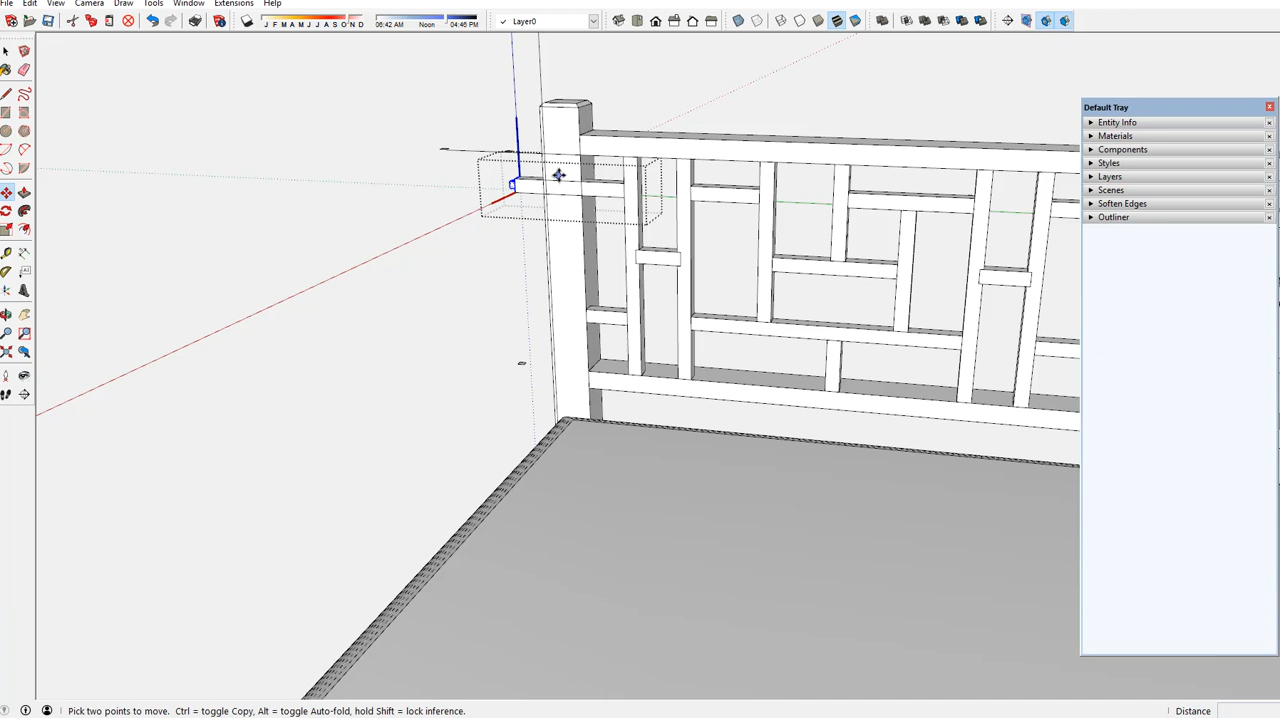 File Edit View Camera Draw Tools Window Extensions Help
J F M A M J J A S O N D 06:42 AM Noon 04:46 PM Layer0
Default Tray
Entity Info
Materials
Components
Styles
Layers
Scenes
Soften Edges
Outliner
Pick two points to move. Ctrl = toggle Copy, Alt = toggle Auto-fold, hold Shift = lock inference. Distance